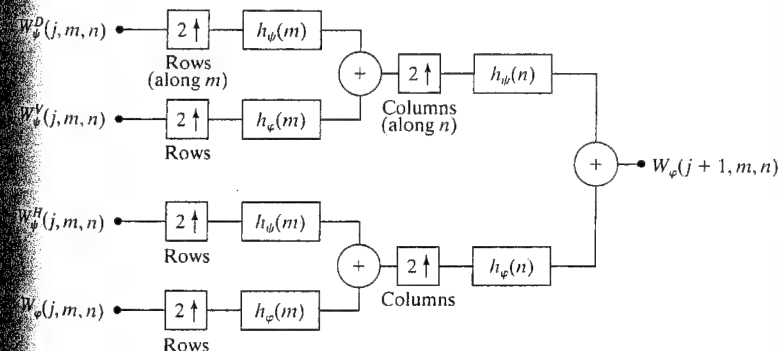 W_ψ^D(j, m, n)
2↑
h_ψ(m)
Rows
(along m)
+
2↑
h_ψ(n)
Columns
(along n)
W_ψ^V(j, m, n)
2↑
h_φ(m)
Rows
+
W_φ(j + 1, m, n)
W_ψ^H(j, m, n)
2↑
h_ψ(m)
Rows
+
2↑
h_φ(n)
Columns
W_φ(j, m, n)
2↑
h_φ(m)
Rows